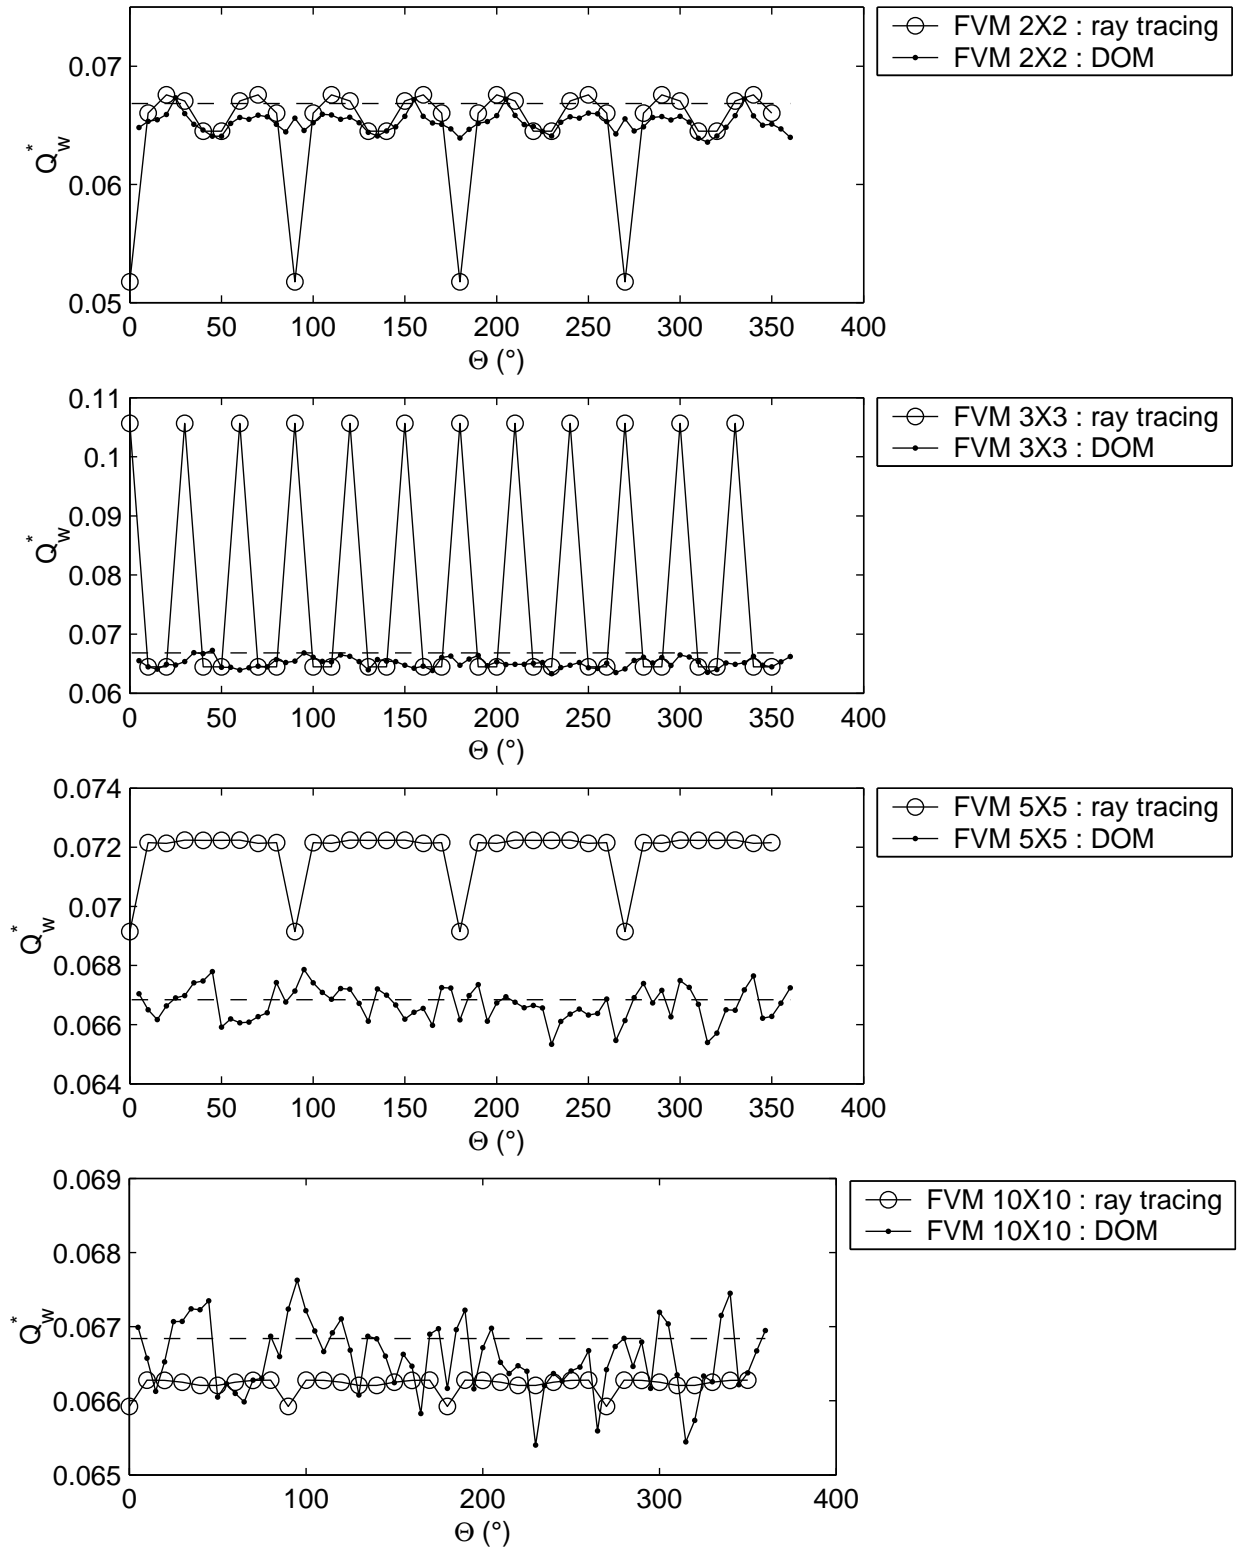 FVM 2X2 : ray tracing
FVM 2X2 : DOM
0.07
0.06
0.05
Q*w
0 50 100 150 200 250 300 350 400
Θ (°)
FVM 3X3 : ray tracing
FVM 3X3 : DOM
0.11
0.1
0.09
0.08
0.07
0.06
Q*w
0 50 100 150 200 250 300 350 400
Θ (°)
FVM 5X5 : ray tracing
FVM 5X5 : DOM
0.074
0.072
0.07
0.068
0.066
0.064
Q*w
0 50 100 150 200 250 300 350 400
Θ (°)
FVM 10X10 : ray tracing
FVM 10X10 : DOM
0.069
0.068
0.067
0.066
0.065
Q*w
0 100 200 300 400
Θ (°)